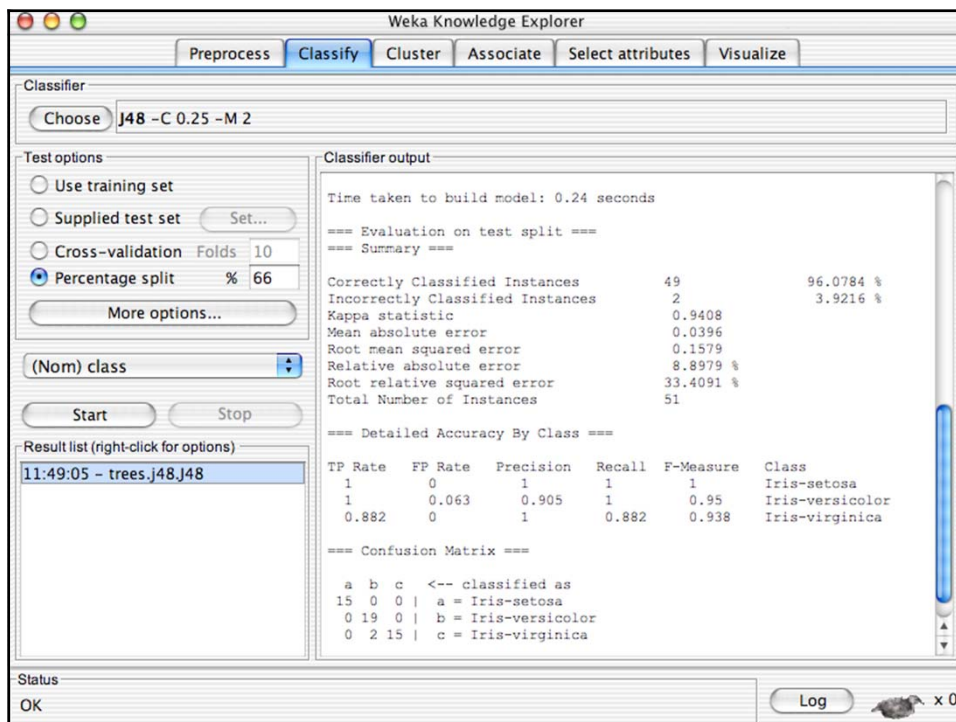 Weka Knowledge Explorer
Preprocess Classify Cluster Associate Select attributes Visualize
Classifier
Choose J48 -C 0.25 -M 2
Test options
Use training set
Supplied test set Set...
Cross-validation Folds 10
Percentage split % 66
More options...
(Nom) class
Start Stop
Result list (right-click for options)
11:49:05 - trees.j48.J48
Classifier output
Time taken to build model: 0.24 seconds
=== Evaluation on test split ===
=== Summary ===
Correctly Classified Instances 49 96.0784 %
Incorrectly Classified Instances 2 3.9216 %
Kappa statistic 0.9408
Mean absolute error 0.0396
Root mean squared error 0.1579
Relative absolute error 8.8979 %
Root relative squared error 33.4091 %
Total Number of Instances 51
=== Detailed Accuracy By Class ===
TP Rate FP Rate Precision Recall F-Measure Class
1 0 1 1 1 Iris-setosa
1 0.063 0.905 1 0.95 Iris-versicolor
0.882 0 1 0.882 0.938 Iris-virginica
=== Confusion Matrix ===
a b c <-- classified as
15 0 0 | a = Iris-setosa
0 19 0 | b = Iris-versicolor
0 2 15 | c = Iris-virginica
Status
OK
Log x 0